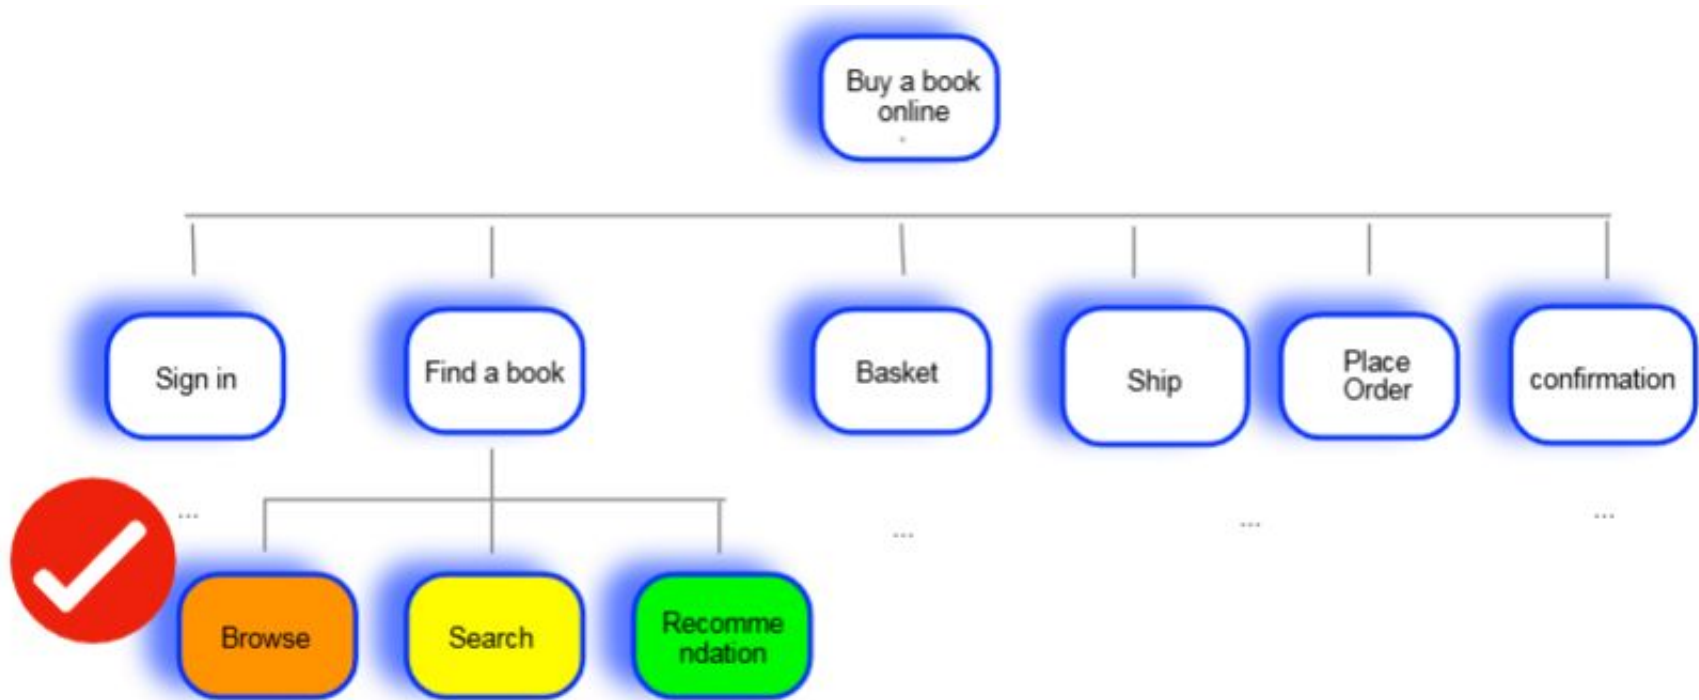 Buy a book
online
Sign in
Find a book
Basket
Ship
Place
Order
confirmation
...
...
...
...
Browse
Search
Recomme
ndation